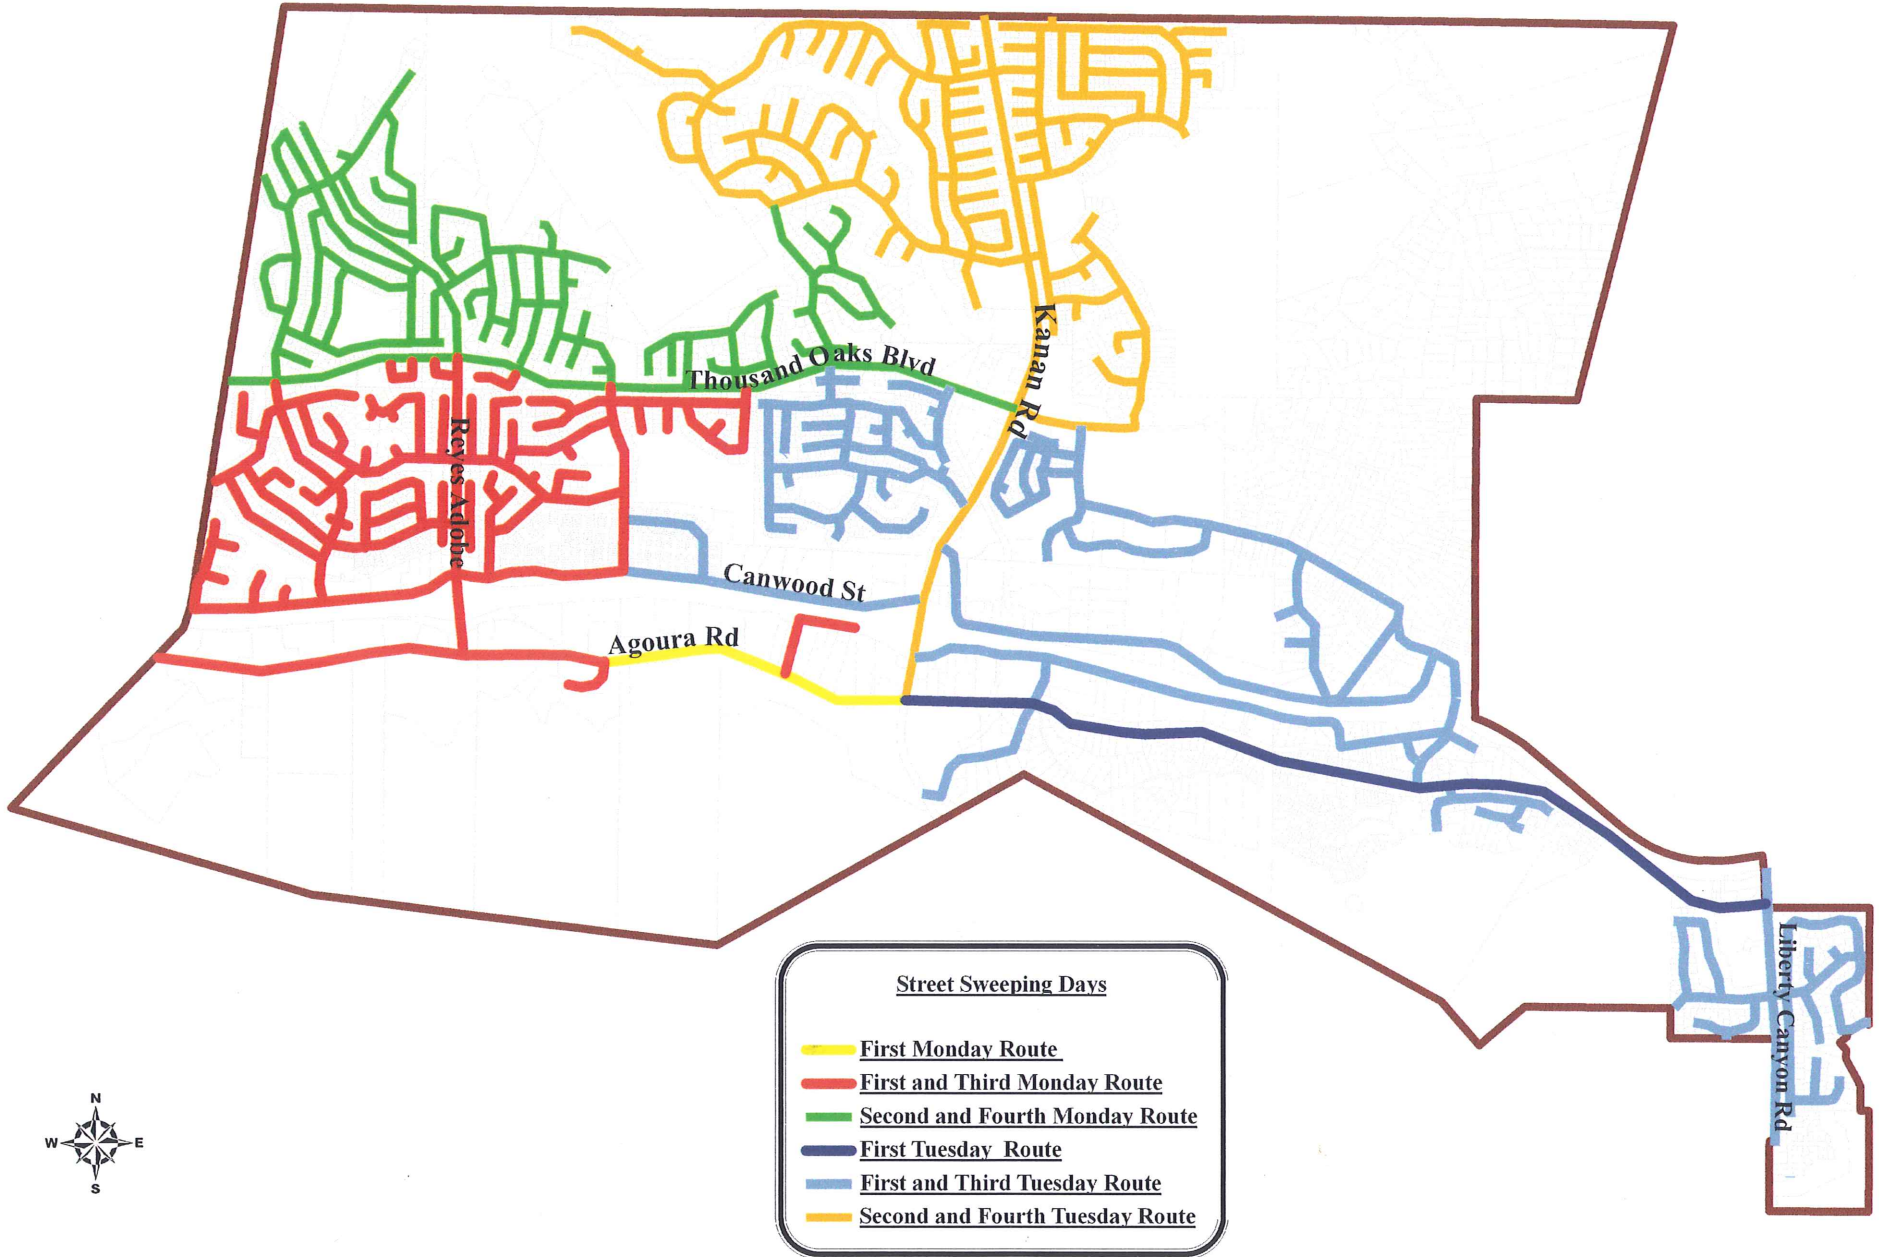 Kanan Rd
Thousand Oaks Blvd
Reyes Adobe
Canwood St
Agoura Rd
Liberty Canyon Rd
Street Sweeping Days
First Monday Route
First and Third Monday Route
Second and Fourth Monday Route
First Tuesday Route
First and Third Tuesday Route
Second and Fourth Tuesday Route
N
W E
S